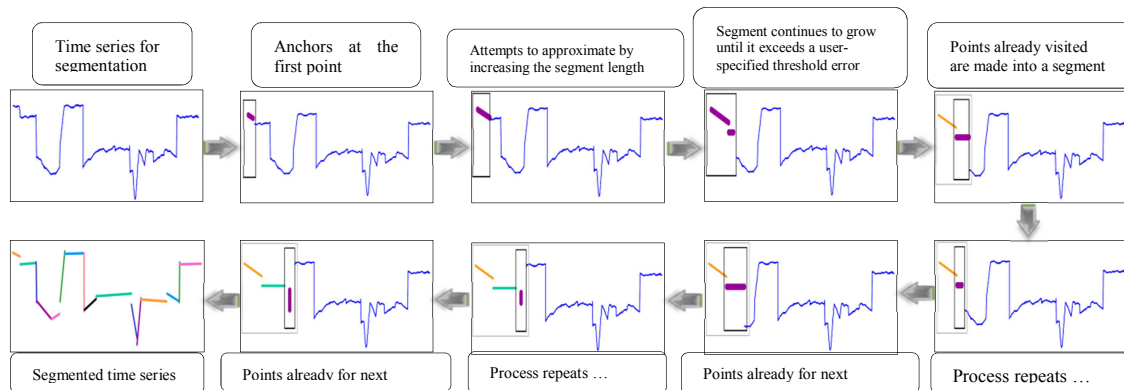 Time series for
segmentation
Anchors at the
first point
Attempts to approximate by
increasing the segment length
Segment continues to grow
until it exceeds a user-
specified threshold error
Points already visited
are made into a segment
Segmented time series
Points already for next
Process repeats …
Points already for next
Process repeats …